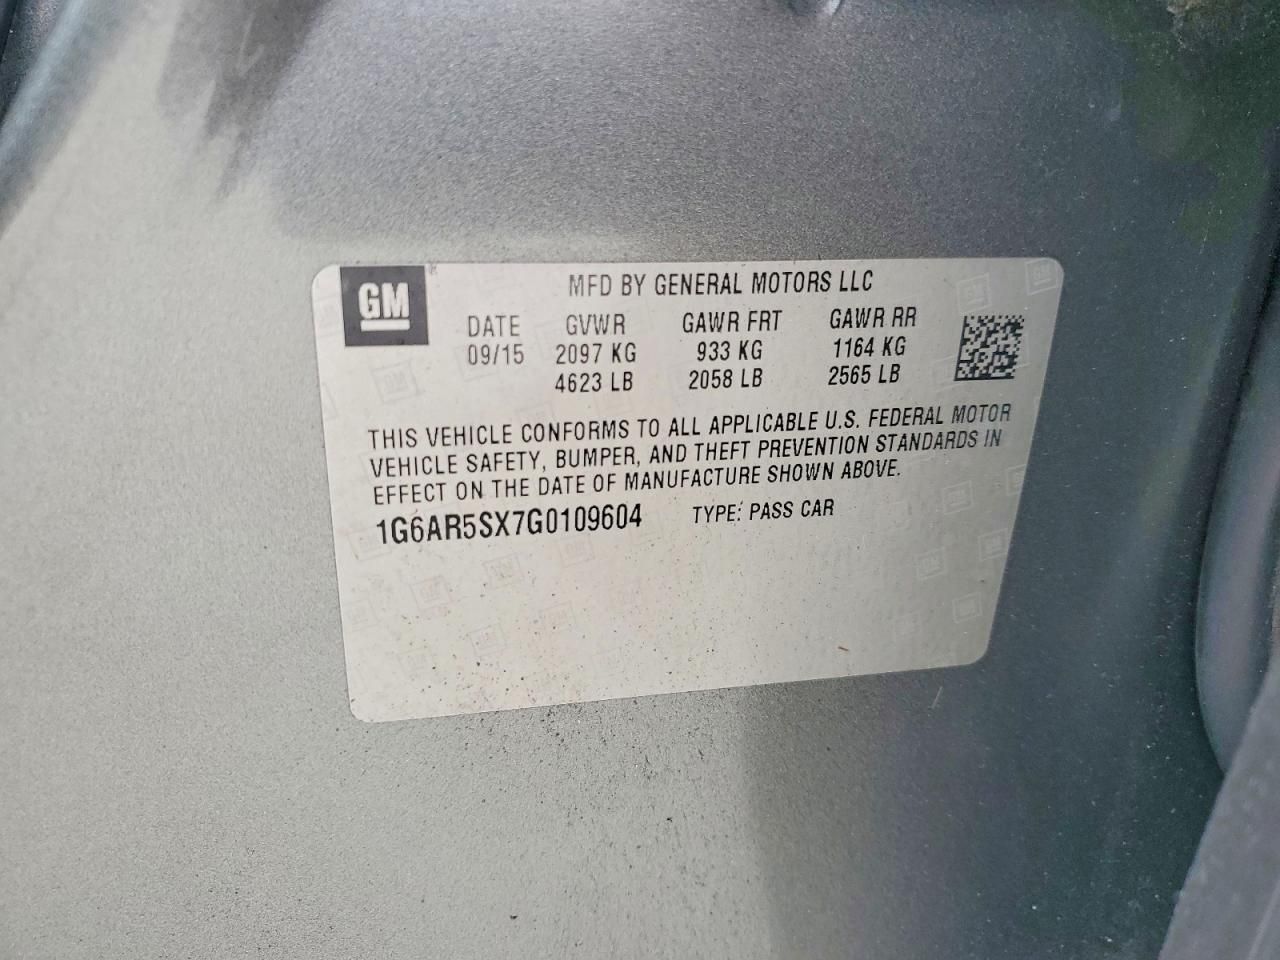 GM
MFD BY GENERAL MOTORS LLC
DATE GVWR GAWR FRT GAWR RR
09/15 2097 KG 933 KG 1164 KG
4623 LB 2058 LB 2565 LB
THIS VEHICLE CONFORMS TO ALL APPLICABLE U.S. FEDERAL MOTOR
VEHICLE SAFETY, BUMPER, AND THEFT PREVENTION STANDARDS IN
EFFECT ON THE DATE OF MANUFACTURE SHOWN ABOVE.
1G6AR5SX7G0109604 TYPE: PASS CAR